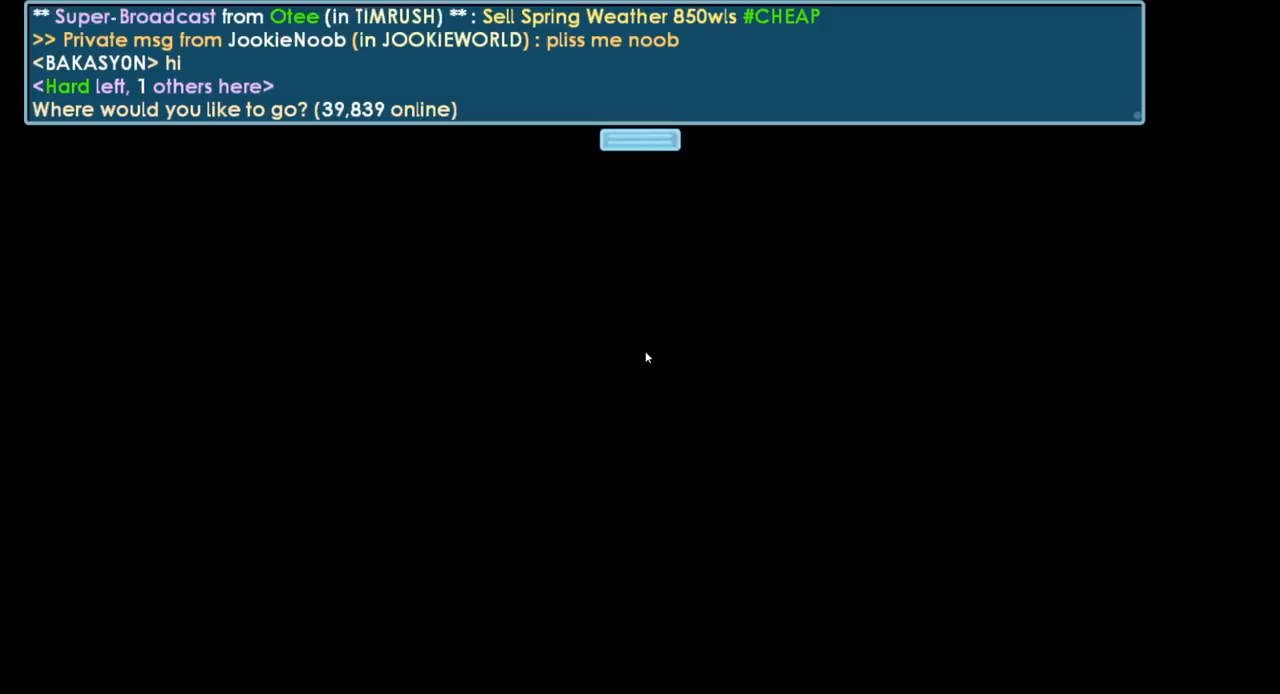 ** Super-Broadcast from Otee (in TIMRUSH) ** : Sell Spring Weather 850wls #CHEAP
>> Private msg from JookieNoob (in JOOKIEWORLD) : pliss me noob
<BAKASY0N> hi
<Hard left, 1 others here>
Where would you like to go? (39,839 online)